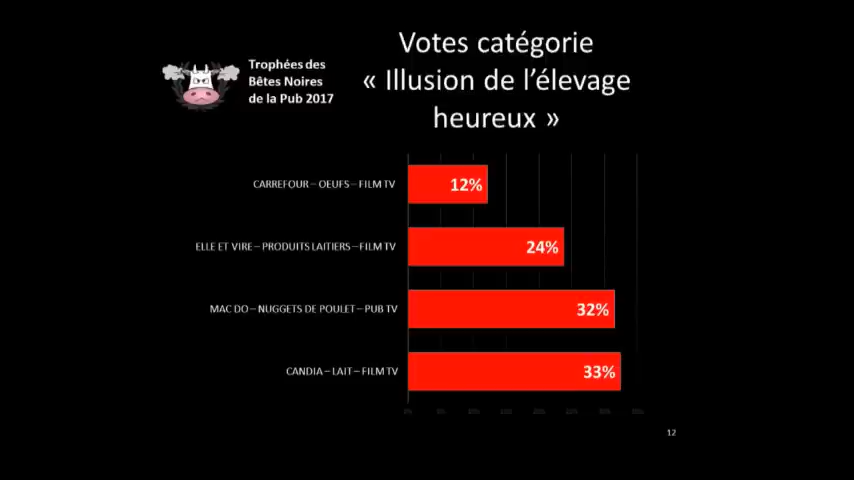 Trophées des
Bêtes Noires
de la Pub 2017
Votes catégorie
« Illusion de l'élevage
heureux »
CARREFOUR – OEUFS – FILM TV
12%
ELLE ET VIRE – PRODUITS LAITIERS – FILM TV
24%
MAC DO – NUGGETS DE POULET – PUB TV
32%
CANDIA – LAIT – FILM TV
33%
12